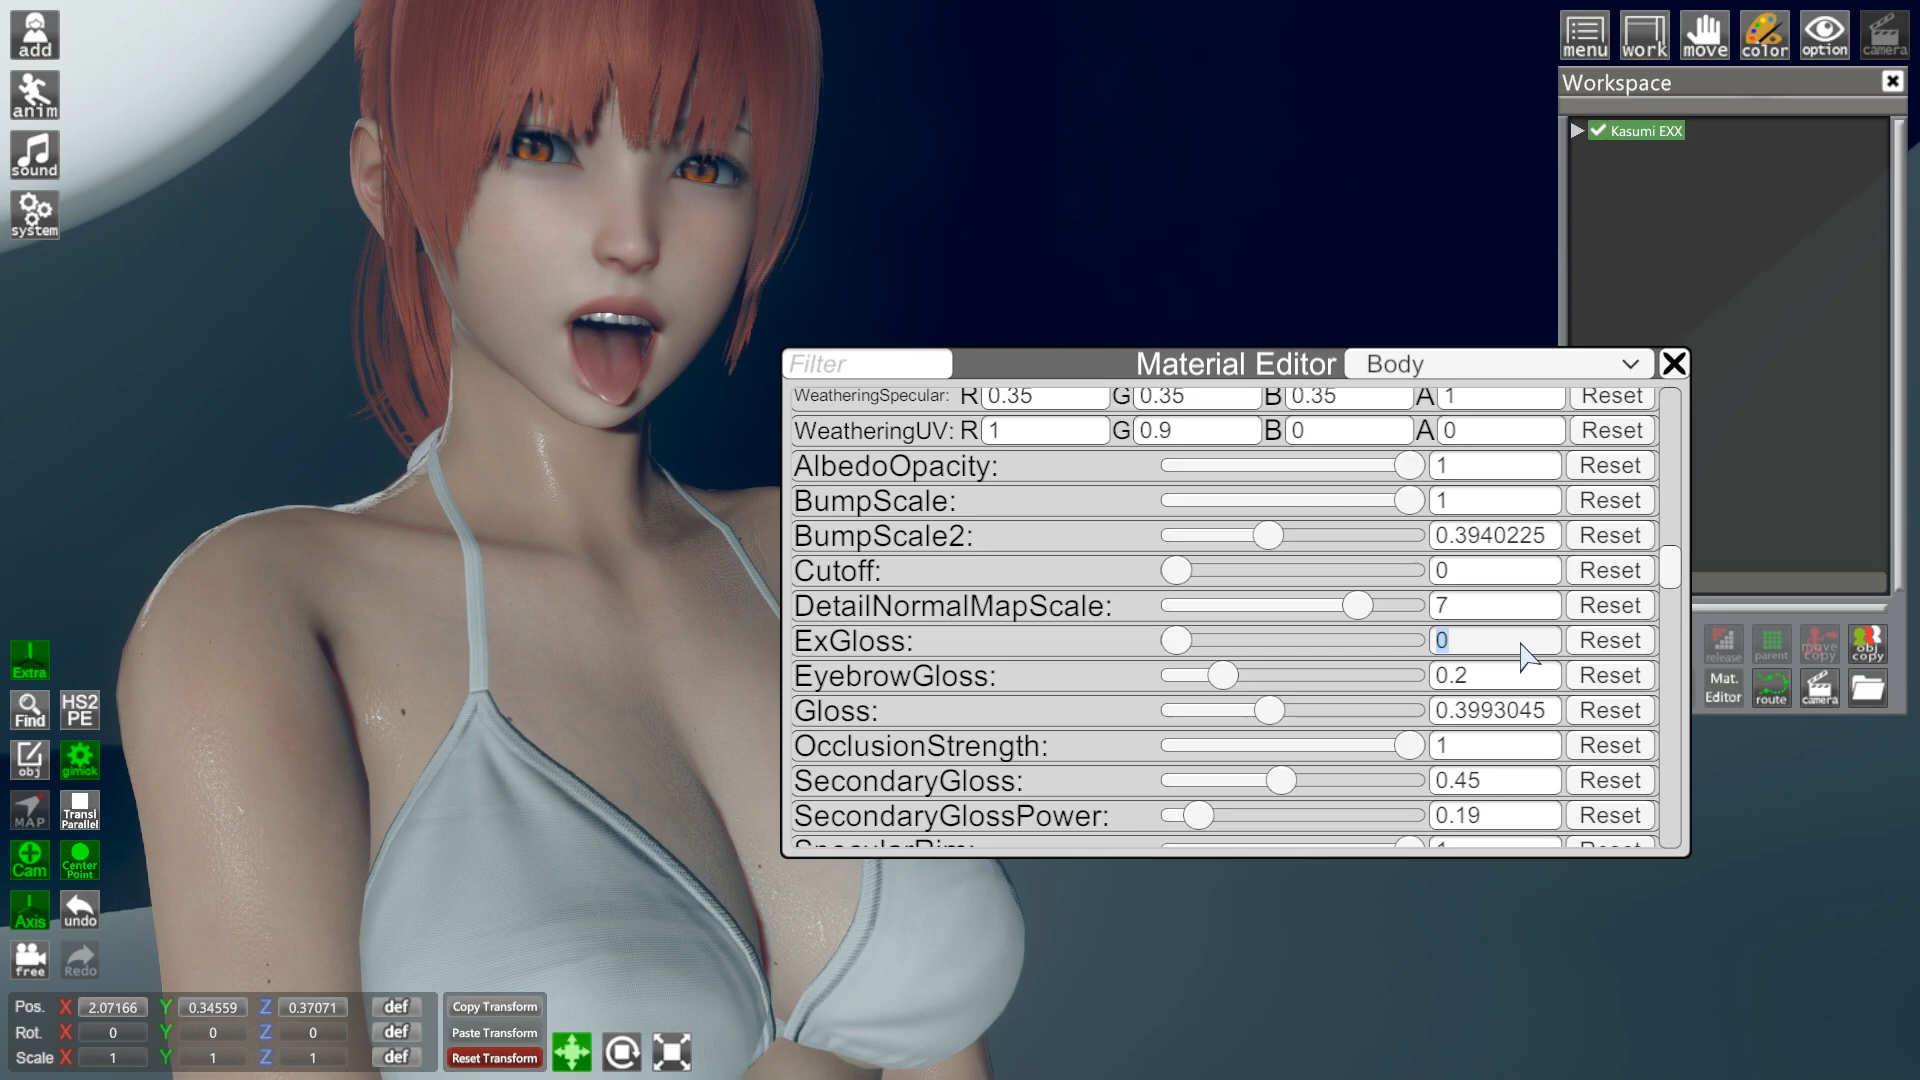 add
anim
sound
system
menu
work
move
color
option
camera
Workspace
Kasumi EXX
Filter
Material Editor
Body
WeatheringSpecular: R 0.35 G 0.35 B 0.35 A 1 Reset
WeatheringUV: R 1 G 0.9 B 0 A 0 Reset
AlbedoOpacity: 1 Reset
BumpScale: 1 Reset
BumpScale2: 0.3940225 Reset
Cutoff: 0 Reset
DetailNormalMapScale: 7 Reset
ExGloss: 0 Reset
EyebrowGloss: 0.2 Reset
Gloss: 0.3993045 Reset
OcclusionStrength: 1 Reset
SecondaryGloss: 0.45 Reset
SecondaryGlossPower: 0.19 Reset
SpecularRim: 1 Reset
release
parent
move copy
obj copy
Mat. Editor
route
camera
Extra
Find
HS2 PE
obj
gimick
MAP
Transl Parallel
Cam
Center Point
Axis
undo
free
Redo
Pos. X 2.07166 Y 0.34559 Z 0.37071 def
Rot. X 0 Y 0 Z 0 def
Scale X 1 Y 1 Z 1 def
Copy Transform
Paste Transform
Reset Transform